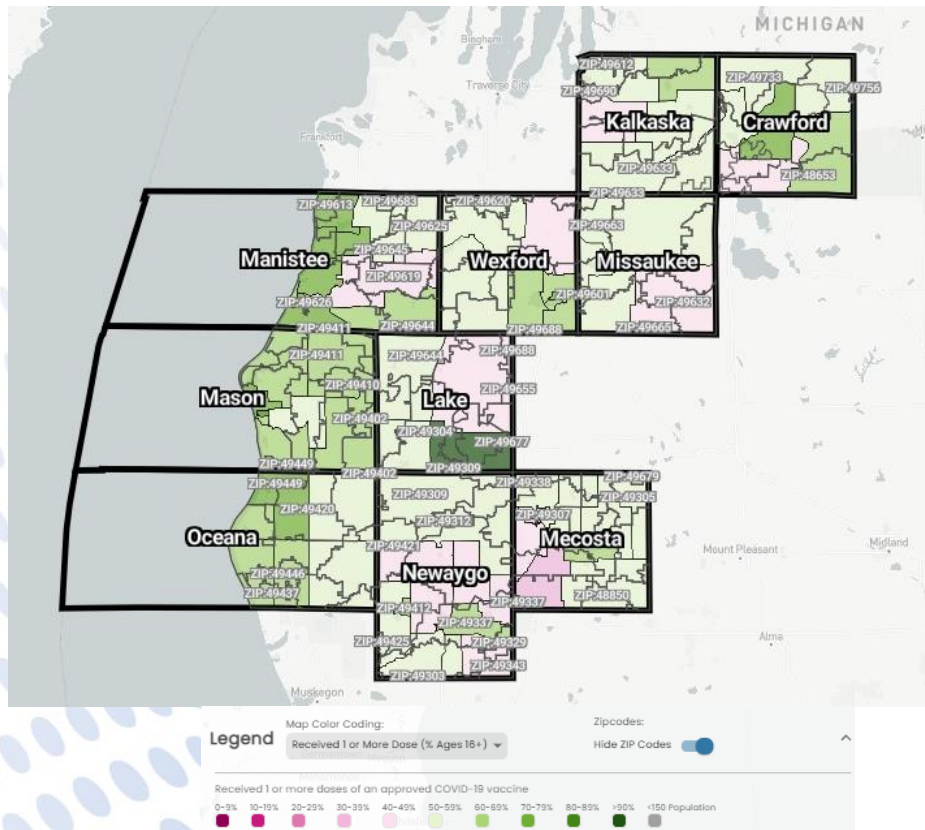 MICHIGAN
Bingham
Traverse City
Frankfort
ZIP:49612
ZIP:49690
Kalkaska
ZIP:49633
ZIP:49733
ZIP:49756
Crawford
ZIP:48653
ZIP:49633
ZIP:49613
ZIP:49683
ZIP:49625
ZIP:49645
Manistee
ZIP:49619
ZIP:49626
ZIP:49644
ZIP:49620
Wexford
ZIP:49688
ZIP:49663
Missaukee
ZIP:49601
ZIP:49632
ZIP:49665
ZIP:49411
ZIP:49411
ZIP:49410
Mason
ZIP:49402
ZIP:49449
ZIP:49402
ZIP:49644
ZIP:49688
ZIP:49655
Lake
ZIP:49304
ZIP:49677
ZIP:49309
ZIP:49449
ZIP:49420
Oceana
ZIP:49446
ZIP:49437
ZIP:49309
ZIP:49312
ZIP:49421
Newaygo
ZIP:49412
ZIP:49337
ZIP:49425
ZIP:49329
ZIP:49343
ZIP:49303
ZIP:49338
ZIP:49679
ZIP:49305
ZIP:49307
Mecosta
ZIP:49337
ZIP:48850
Mount Pleasant
Midland
Alma
Muskegon
Legend
Map Color Coding:
Received 1 or More Dose (% Ages 16+)
Zipcodes:
Hide ZIP Codes
Received 1 or more doses of an approved COVID-19 vaccine
0-9% 10-19% 20-29% 30-39% 40-49% 50-59% 60-69% 70-79% 80-89% >90% <150 Population